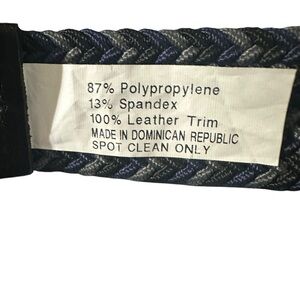 87% Polypropylene
13% Spandex
100% Leather Trim
MADE IN DOMINICAN REPUBLIC
SPOT CLEAN ONLY